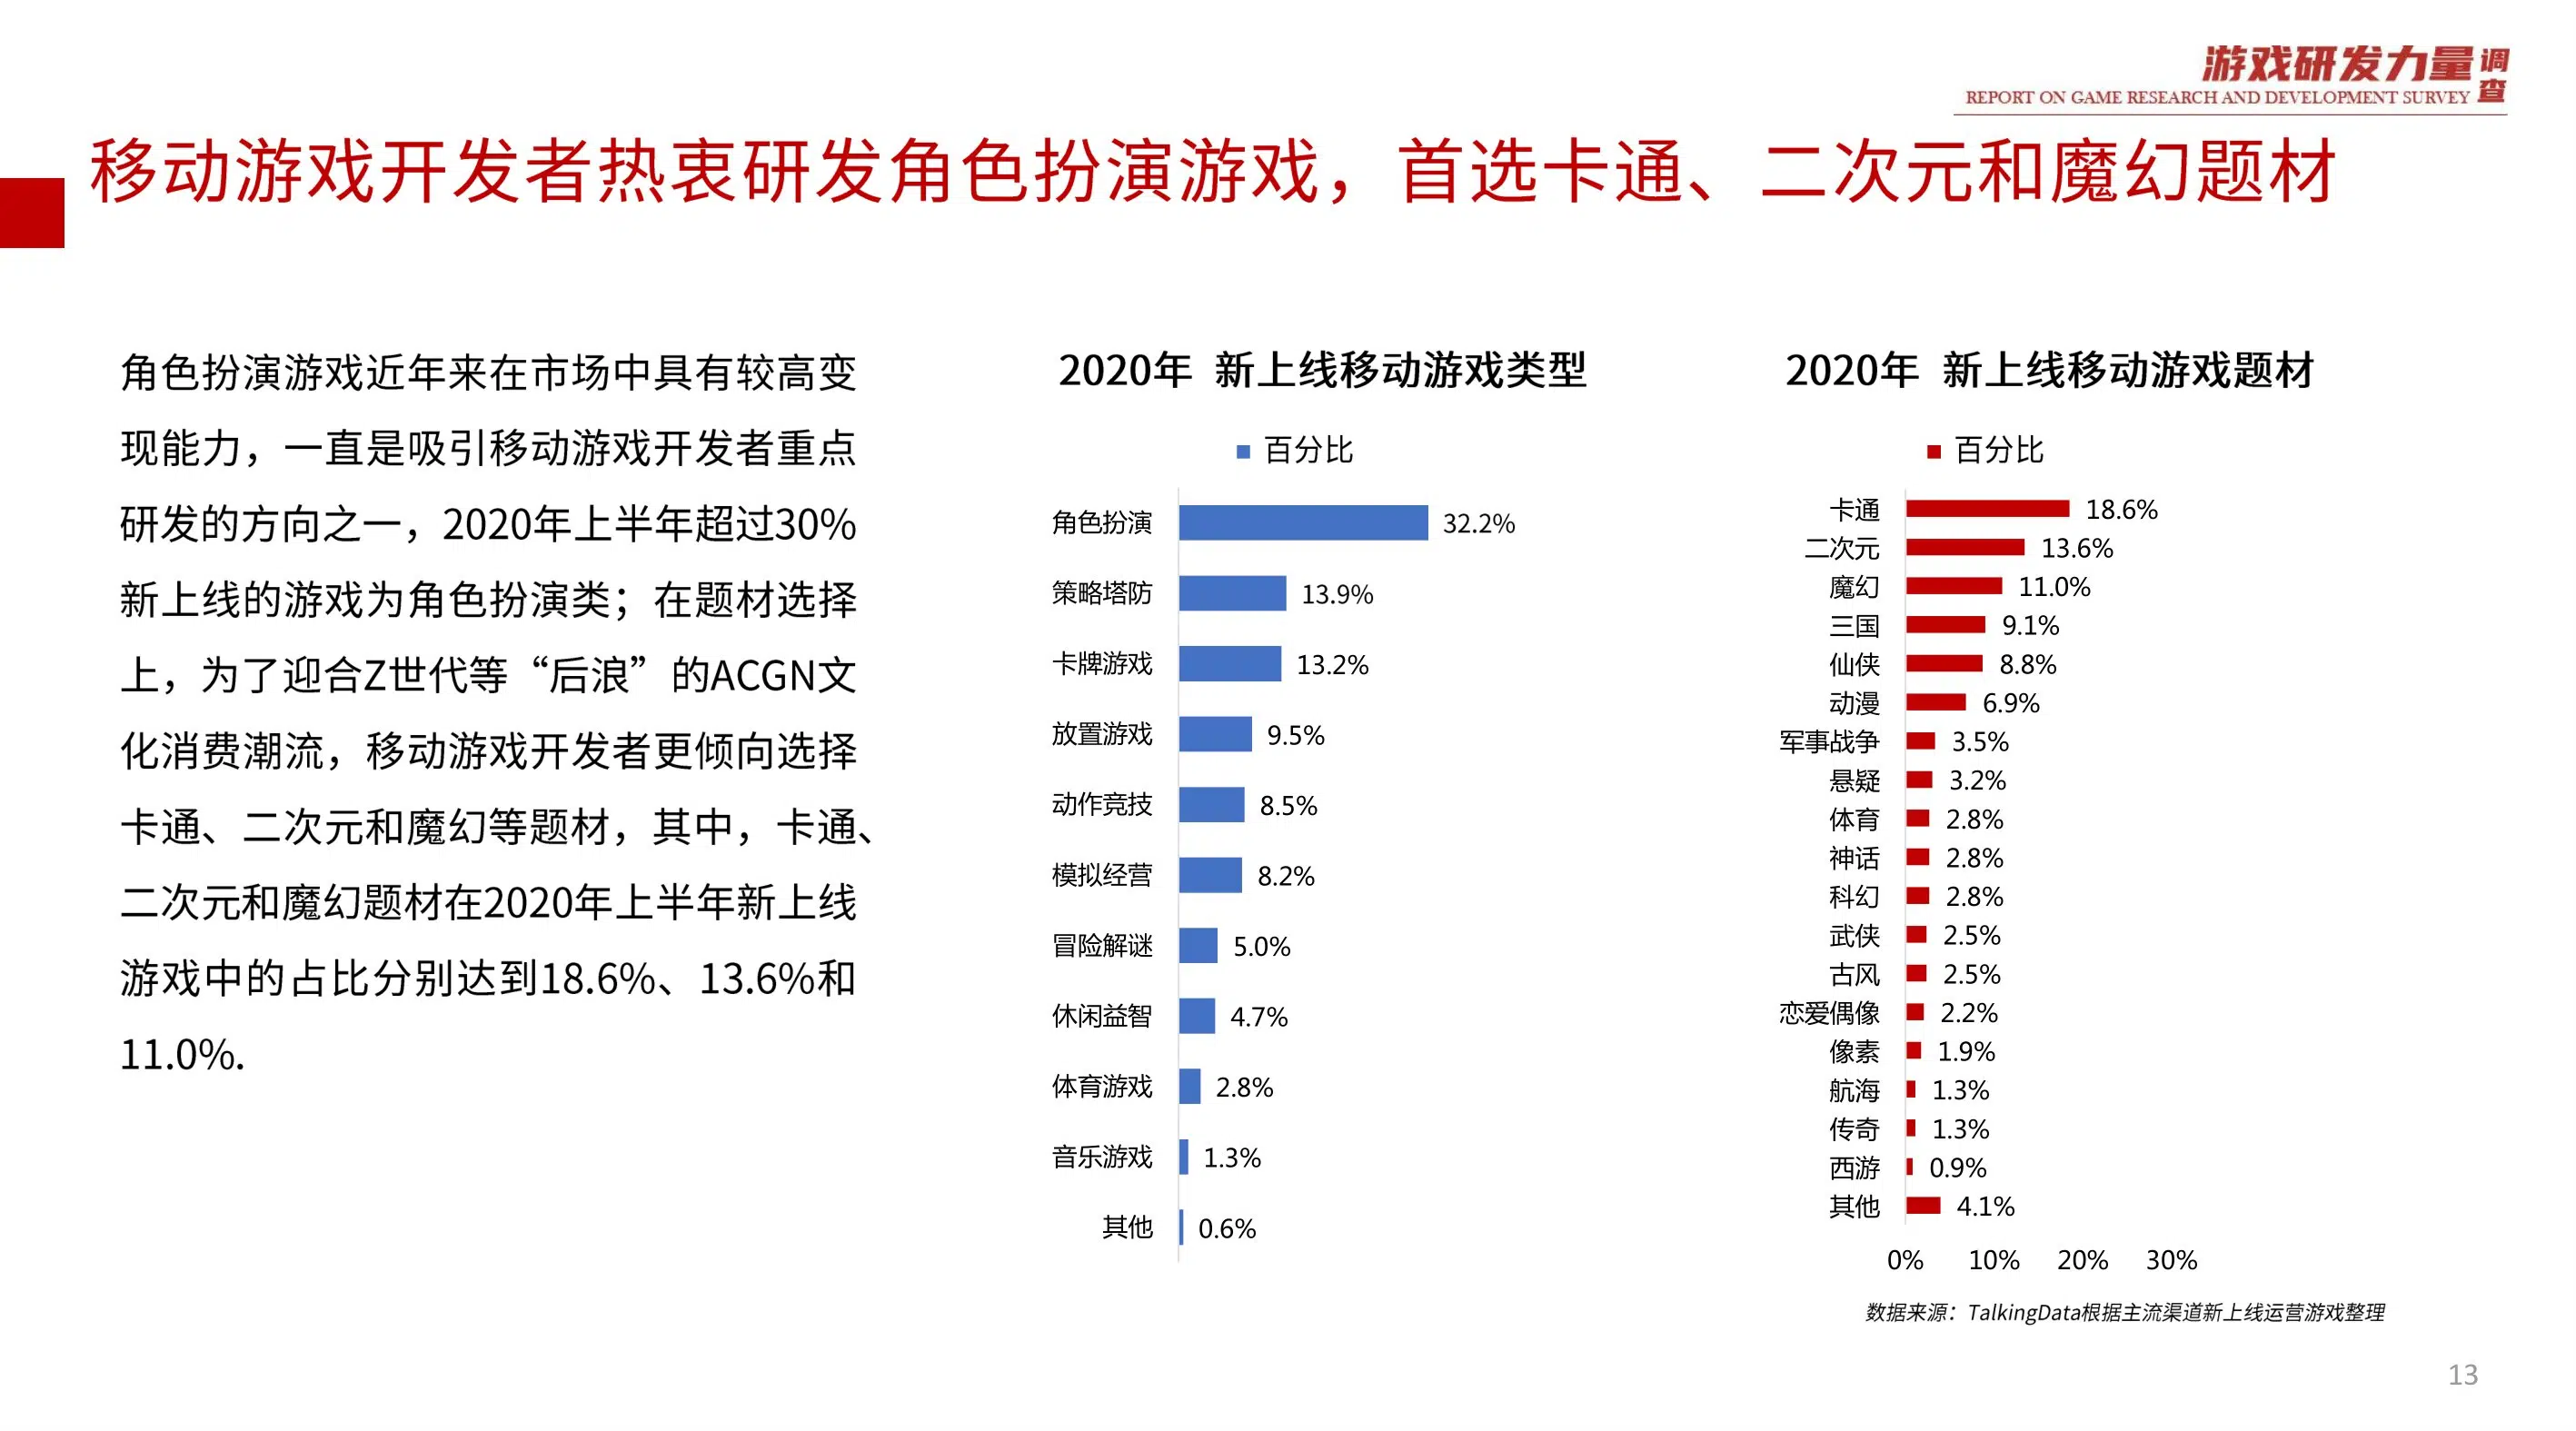 游戏研发力量调查
REPORT ON GAME RESEARCH AND DEVELOPMENT SURVEY
移动游戏开发者热衷研发角色扮演游戏，首选卡通、二次元和魔幻题材
角色扮演游戏近年来在市场中具有较高变
现能力，一直是吸引移动游戏开发者重点
研发的方向之一，2020年上半年超过30%
新上线的游戏为角色扮演类；在题材选择
上，为了迎合Z世代等“后浪”的ACGN文
化消费潮流，移动游戏开发者更倾向选择
卡通、二次元和魔幻等题材，其中，卡通、
二次元和魔幻题材在2020年上半年新上线
游戏中的占比分别达到18.6%、13.6%和
11.0%.
2020年 新上线移动游戏类型
百分比
角色扮演 32.2%
策略塔防 13.9%
卡牌游戏 13.2%
放置游戏 9.5%
动作竞技 8.5%
模拟经营 8.2%
冒险解谜 5.0%
休闲益智 4.7%
体育游戏 2.8%
音乐游戏 1.3%
其他 0.6%
2020年 新上线移动游戏题材
百分比
卡通 18.6%
二次元 13.6%
魔幻 11.0%
三国 9.1%
仙侠 8.8%
动漫 6.9%
军事战争 3.5%
悬疑 3.2%
体育 2.8%
神话 2.8%
科幻 2.8%
武侠 2.5%
古风 2.5%
恋爱偶像 2.2%
像素 1.9%
航海 1.3%
传奇 1.3%
西游 0.9%
其他 4.1%
0% 10% 20% 30%
数据来源：TalkingData根据主流渠道新上线运营游戏整理
13